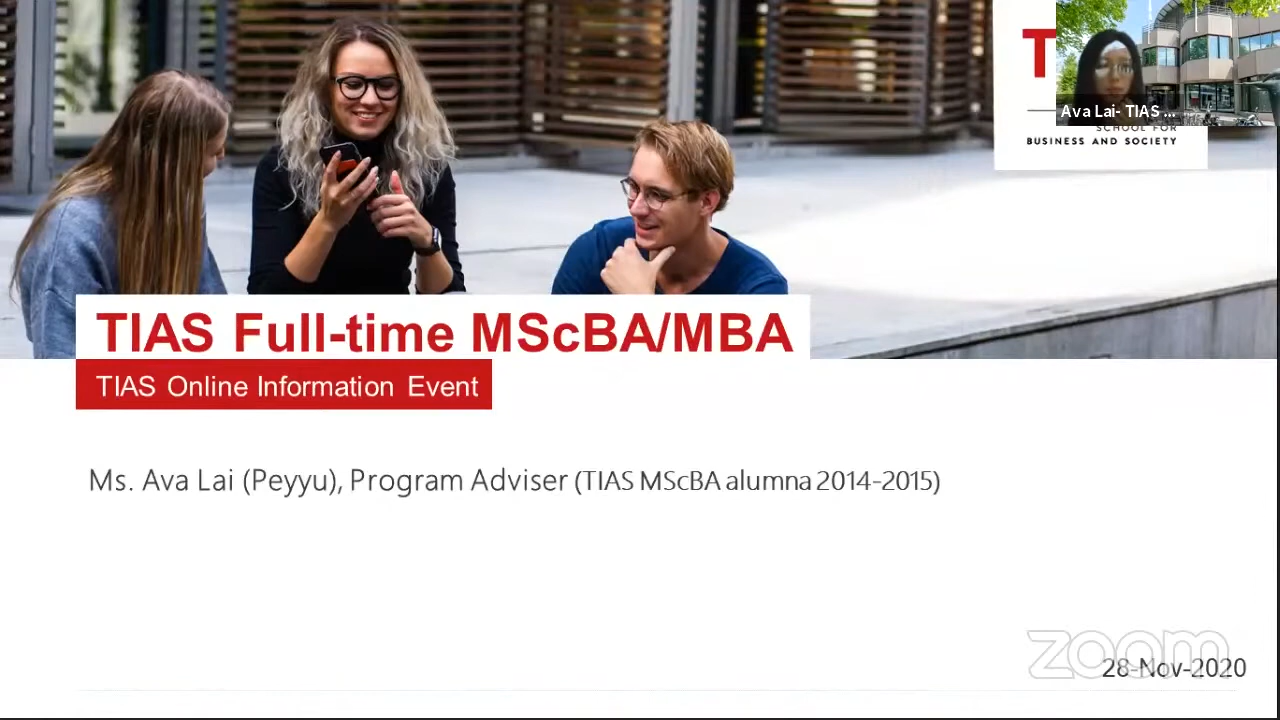 T
Ava Lai- TIAS ...
SCHOOL FOR
BUSINESS AND SOCIETY
TIAS Full-time MScBA/MBA
TIAS Online Information Event
Ms. Ava Lai (Peyyu), Program Adviser (TIAS MScBA alumna 2014-2015)
zoom
28-Nov-2020